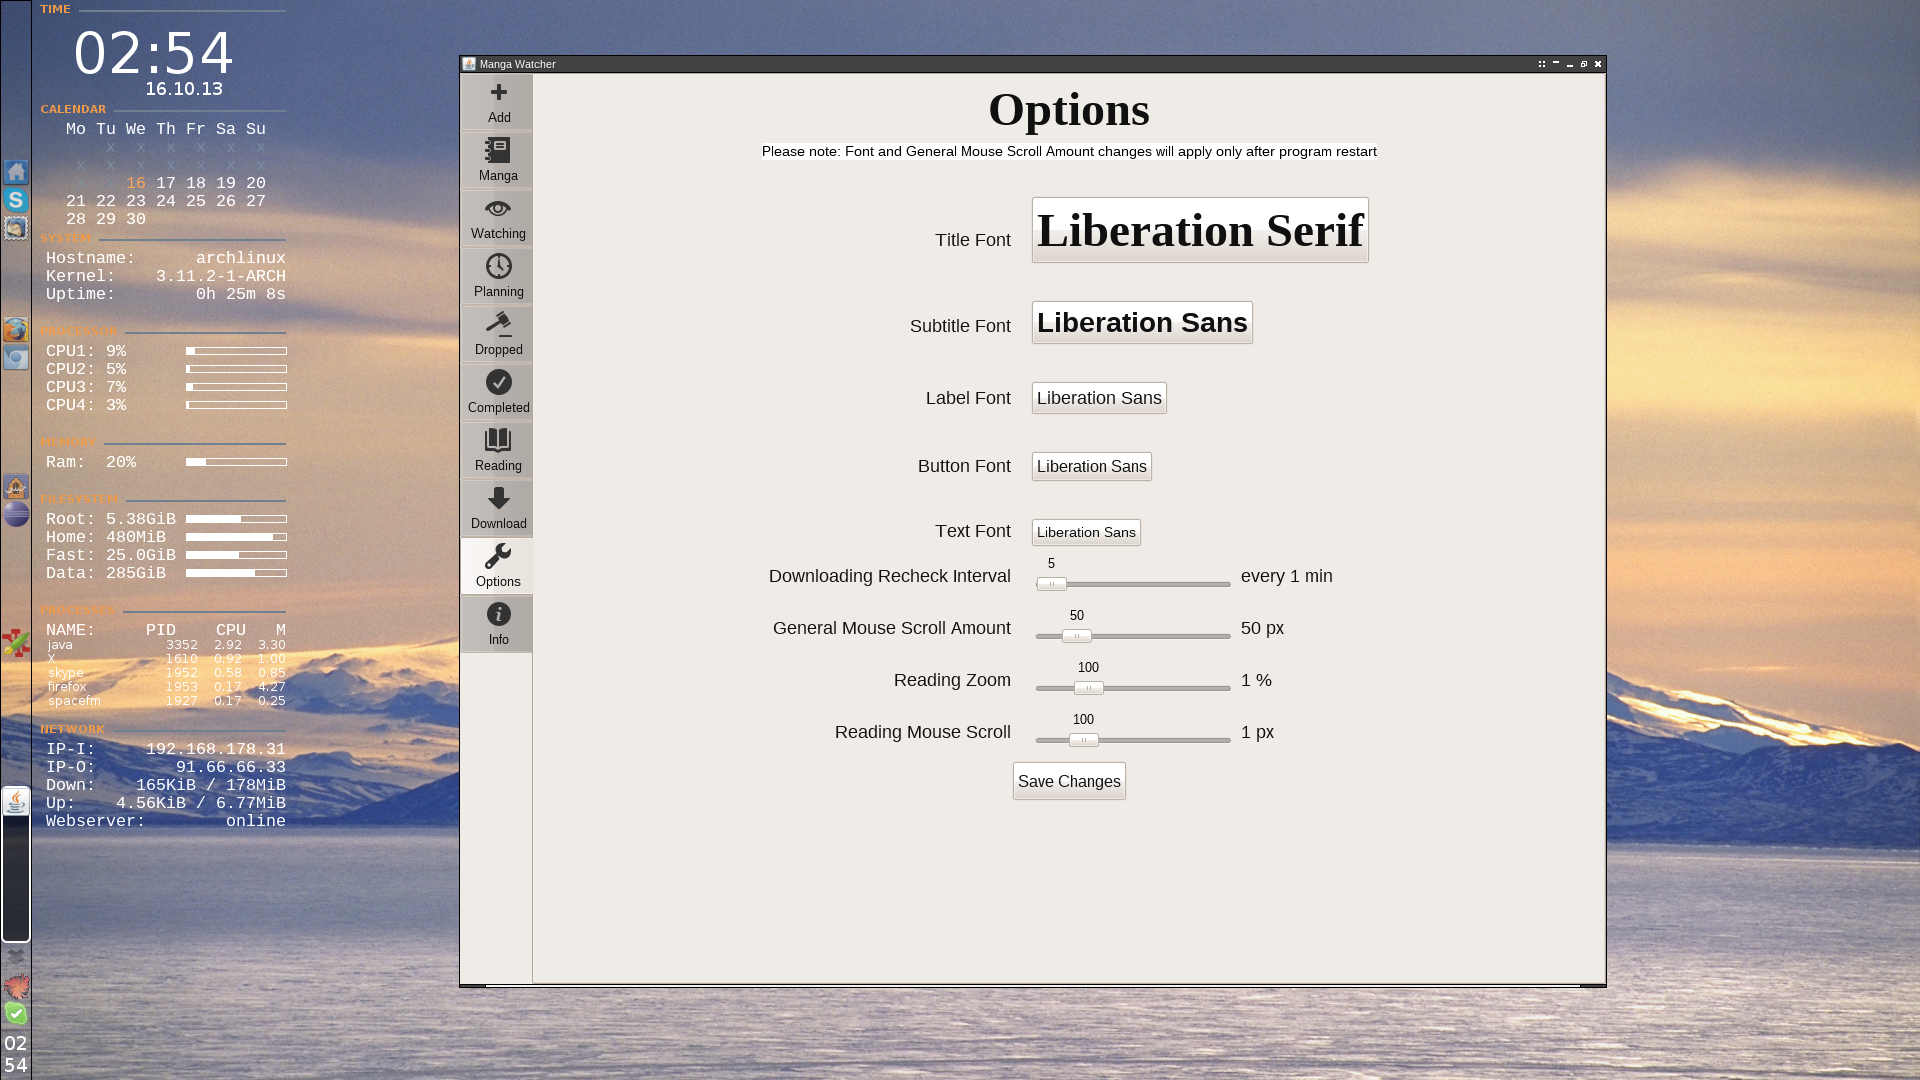 TIME
02:54
16.10.13
CALENDAR
Mo Tu We Th Fr Sa Su
x x x x x x
x x x x x x x
16 17 18 19 20
21 22 23 24 25 26 27
28 29 30
SYSTEM
Hostname: archlinux
Kernel: 3.11.2-1-ARCH
Uptime: 0h 25m 8s
PROCESSOR
CPU1: 9%
CPU2: 5%
CPU3: 7%
CPU4: 3%
MEMORY
Ram: 20%
FILESYSTEM
Root: 5.38GiB
Home: 480MiB
Fast: 25.0GiB
Data: 285GiB
PROCESSES
NAME: PID CPU M
java 3352 2.92 3.30
X 1610 0.92 1.00
skype 1952 0.58 0.85
firefox 1953 0.17 4.27
spacefm 1927 0.17 0.25
NETWORK
IP-I: 192.168.178.31
IP-O: 91.66.66.33
Down: 165KiB / 178MiB
Up: 4.56KiB / 6.77MiB
Webserver: online
02
54
Manga Watcher
Add
Manga
Watching
Planning
Dropped
Completed
Reading
Download
Options
Info
Options
Please note: Font and General Mouse Scroll Amount changes will apply only after program restart
Title Font Liberation Serif
Subtitle Font Liberation Sans
Label Font Liberation Sans
Button Font Liberation Sans
Text Font Liberation Sans
5
Downloading Recheck Interval every 1 min
50
General Mouse Scroll Amount 50 px
100
Reading Zoom 1 %
100
Reading Mouse Scroll 1 px
Save Changes